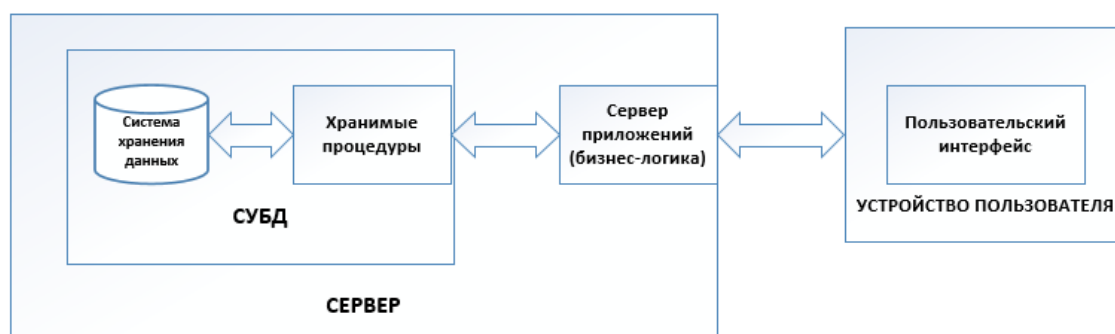 Система
хранения
данных
Хранимые
процедуры
СУБД
Сервер
приложений
(бизнес-логика)
СЕРВЕР
Пользовательский
интерфейс
УСТРОЙСТВО ПОЛЬЗОВАТЕЛЯ